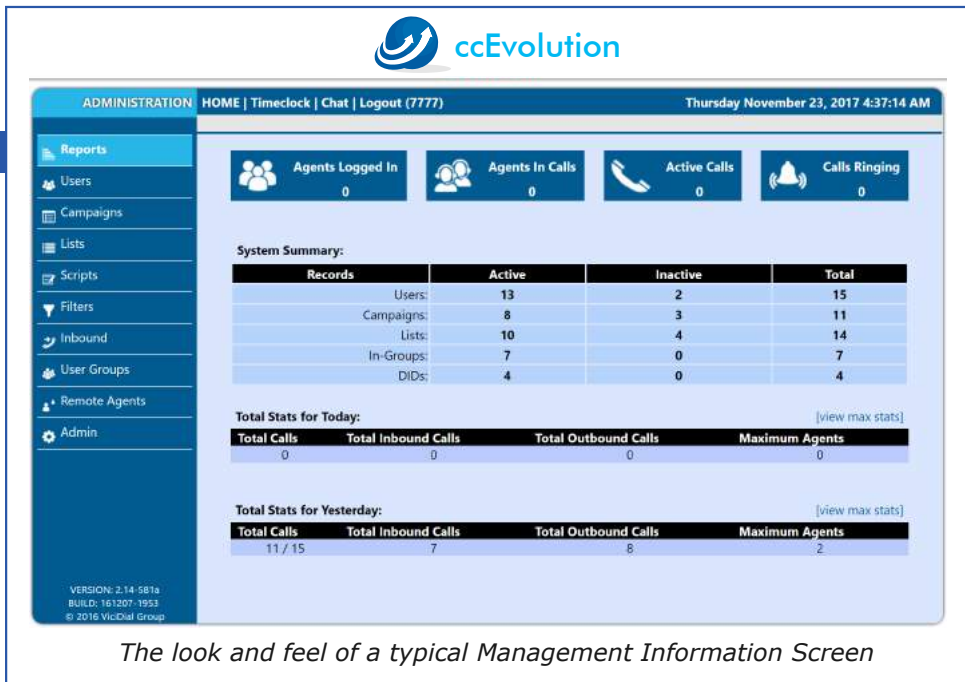 ccEvolution
ADMINISTRATION HOME | Timeclock | Chat | Logout (7777) Thursday November 23, 2017 4:37:14 AM
Reports
Users
Campaigns
Lists
Scripts
Filters
Inbound
User Groups
Remote Agents
Admin
VERSION: 2.14-581a
BUILD: 161207-1953
© 2016 ViciDial Group
Agents Logged In Agents In Calls Active Calls Calls Ringing
0 0 0 0
System Summary:
Records Active Inactive Total
Users: 13 2 15
Campaigns: 8 3 11
Lists: 10 4 14
In-Groups: 7 0 7
DIDs: 4 0 4
Total Stats for Today: [view max stats]
Total Calls Total Inbound Calls Total Outbound Calls Maximum Agents
0 0 0 0
Total Stats for Yesterday: [view max stats]
Total Calls Total Inbound Calls Total Outbound Calls Maximum Agents
11 / 15 7 8 2
The look and feel of a typical Management Information Screen